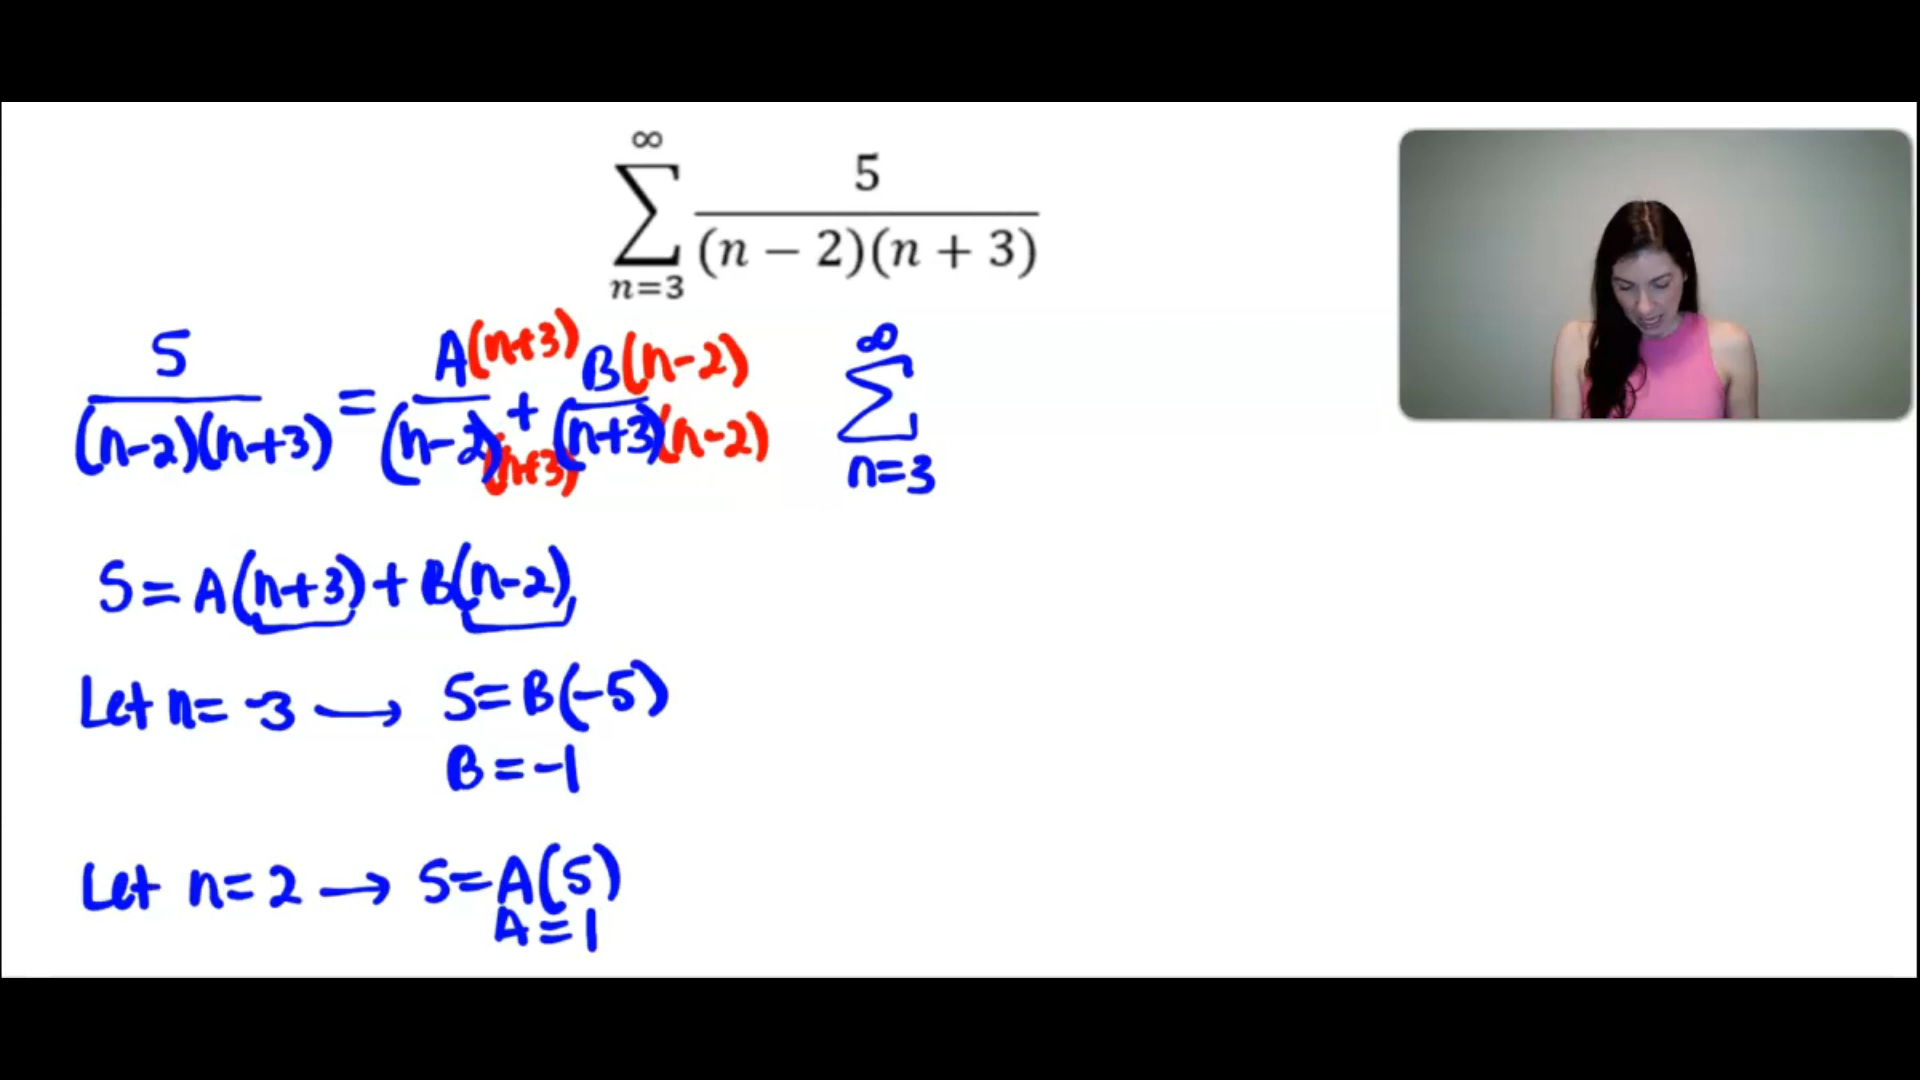 ∞
∑ 5 / (n − 2)(n + 3)
n=3
5 / (n-2)(n+3) = A(n+3) / (n-2)(n+3) + B(n-2) / (n+3)(n-2)
∞
∑
n=3
5 = A(n+3) + B(n-2)
Let n = -3 → 5 = B(-5)
B = -1
Let n = 2 → 5 = A(5)
A = 1